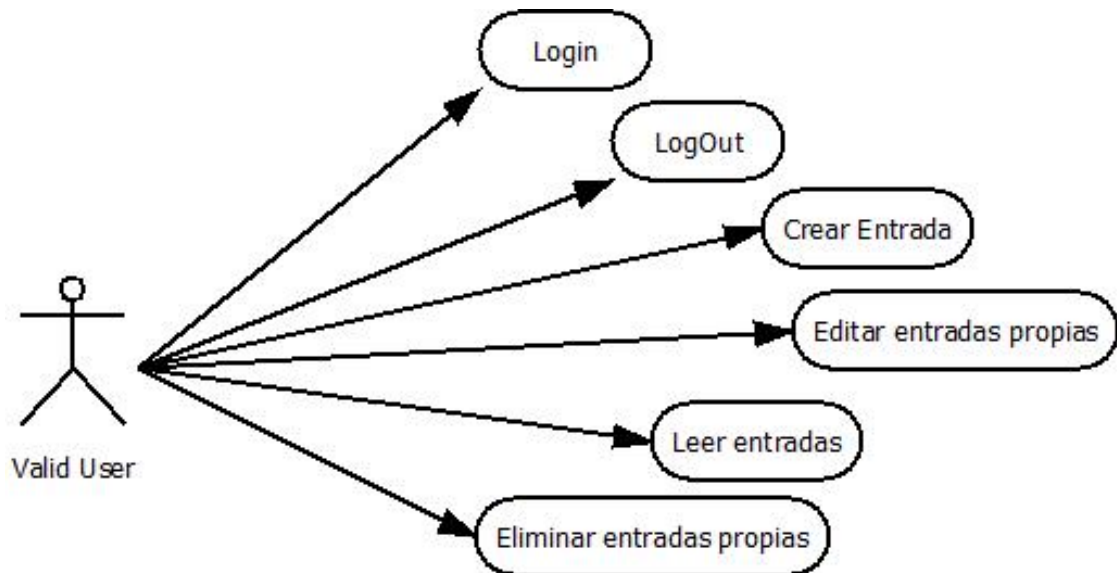 Login
LogOut
Crear Entrada
Editar entradas propias
Leer entradas
Valid User
Eliminar entradas propias